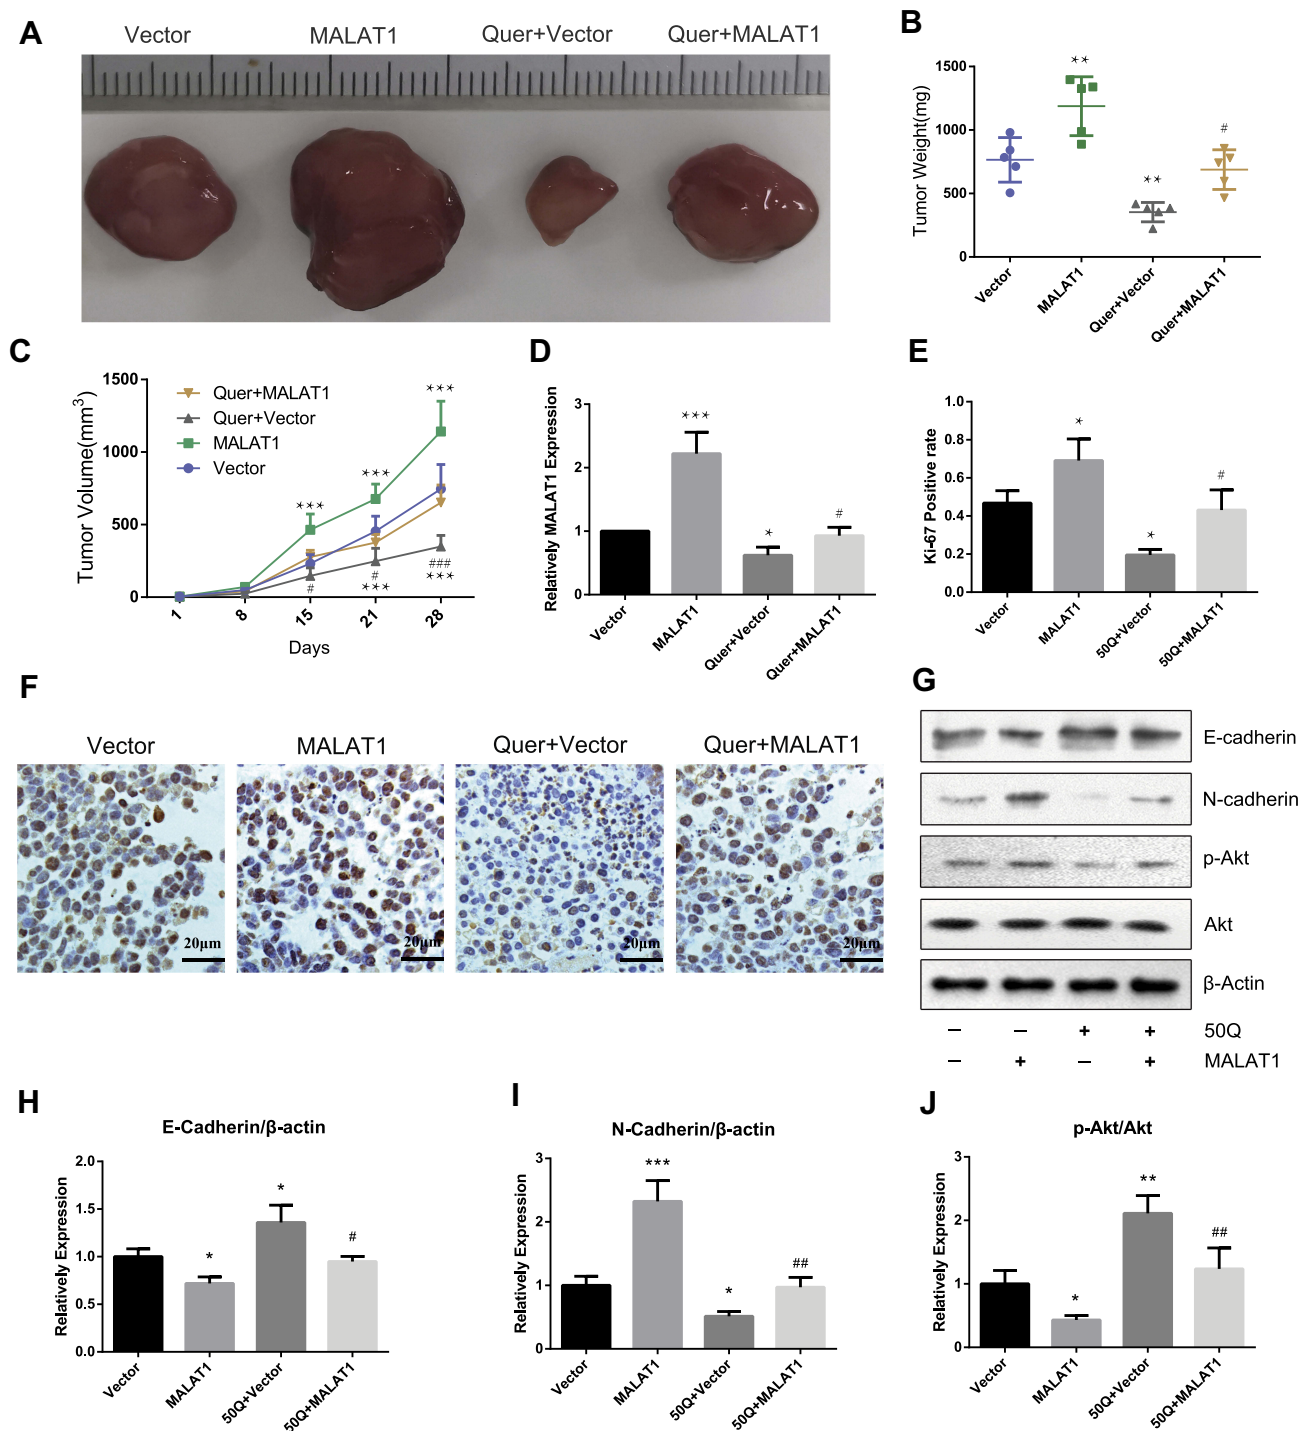 A
Vector MALAT1 Quer+Vector Quer+MALAT1
B
Tumor Weight(mg)
1500
1000
500
0
**
**
#
Vector
MALAT1
Quer+Vector
Quer+MALAT1
C
Tumor Volume(mm³)
1500
1000
500
0
Quer+MALAT1
Quer+Vector
MALAT1
Vector
***
***
***
#
#
***
###
***
1 8 15 21 28
Days
D
Relatively MALAT1 Expression
3
2
1
0
***
*
#
Vector
MALAT1
Quer+Vector
Quer+MALAT1
E
Ki-67 Positive rate
1.0
0.8
0.6
0.4
0.2
0.0
*
*
#
Vector
MALAT1
50Q+Vector
50Q+MALAT1
F
Vector MALAT1 Quer+Vector Quer+MALAT1
20μm 20μm 20μm 20μm
G
E-cadherin
N-cadherin
p-Akt
Akt
β-Actin
– – + + 50Q
– + – + MALAT1
H
E-Cadherin/β-actin
Relatively Expression
2.0
1.5
1.0
0.5
0.0
*
*
#
Vector
MALAT1
50Q+Vector
50Q+MALAT1
I
N-Cadherin/β-actin
Relatively Expression
3
2
1
0
***
*
##
Vector
MALAT1
50Q+Vector
50Q+MALAT1
J
p-Akt/Akt
Relatively Expression
3
2
1
0
*
**
##
Vector
MALAT1
50Q+Vector
50Q+MALAT1